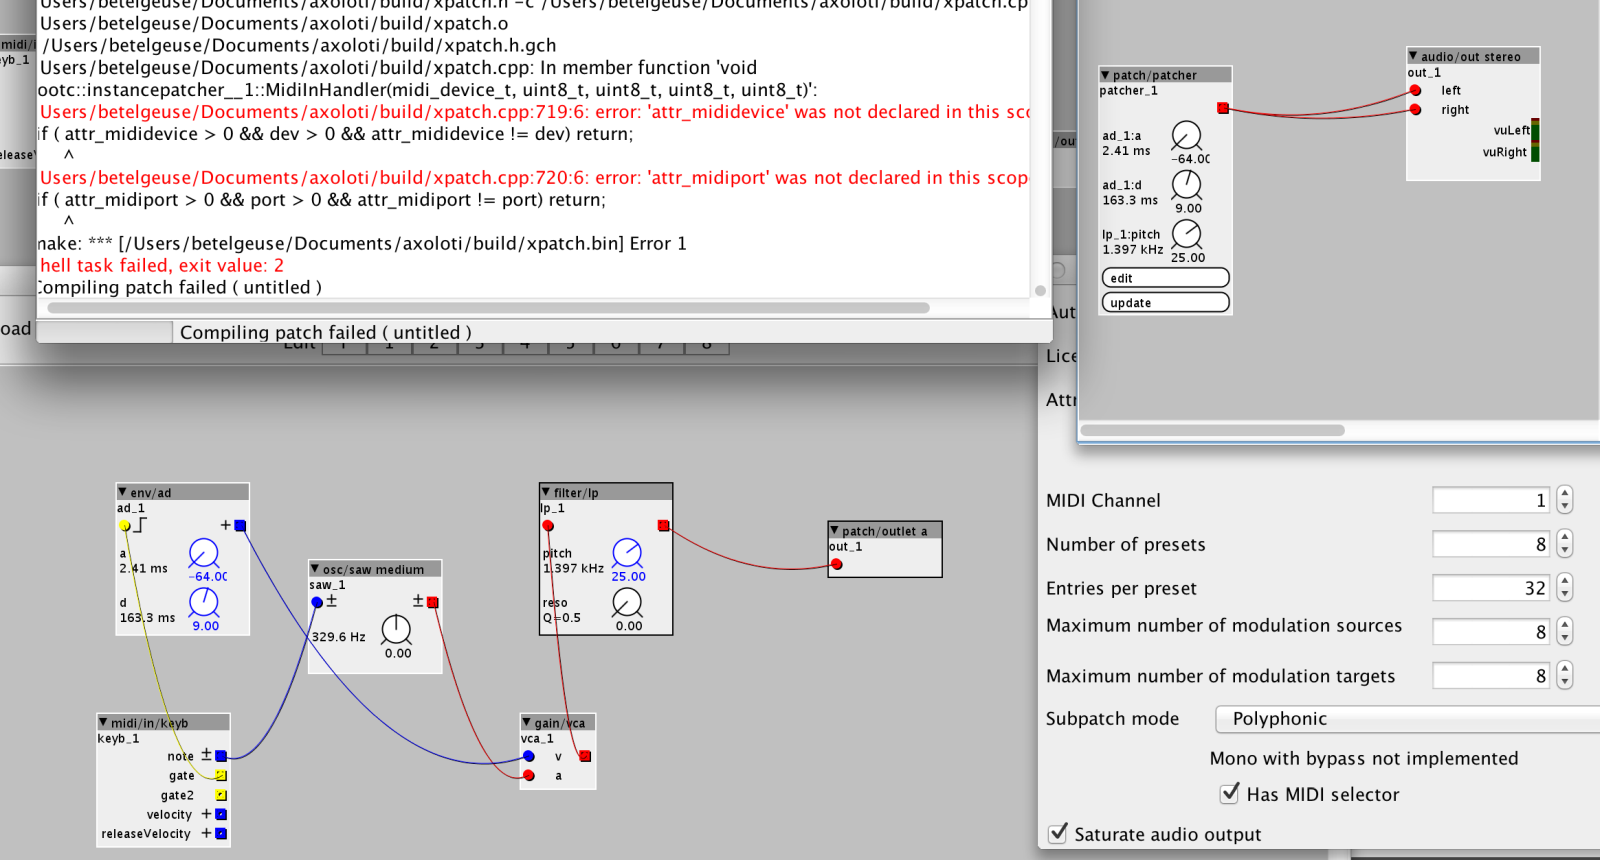 Users/betelgeuse/Documents/axoloti/build/xpatch.h -c /Users/betelgeuse/Documents/axoloti/build/xpatch.cp
Users/betelgeuse/Documents/axoloti/build/xpatch.o
/Users/betelgeuse/Documents/axoloti/build/xpatch.h.gch
Users/betelgeuse/Documents/axoloti/build/xpatch.cpp: In member function 'void
ootc::instancepatcher__1::MidiInHandler(midi_device_t, uint8_t, uint8_t, uint8_t, uint8_t)':
Users/betelgeuse/Documents/axoloti/build/xpatch.cpp:719:6: error: 'attr_mididevice' was not declared in this sco
if ( attr_mididevice > 0 && dev > 0 && attr_mididevice != dev) return;
^
Users/betelgeuse/Documents/axoloti/build/xpatch.cpp:720:6: error: 'attr_midiport' was not declared in this scop
if ( attr_midiport > 0 && port > 0 && attr_midiport != port) return;
^
make: *** [/Users/betelgeuse/Documents/axoloti/build/xpatch.bin] Error 1
hell task failed, exit value: 2
Compiling patch failed ( untitled )
Compiling patch failed ( untitled )
midi/i
yb_1
eleaseV
oad
/ou
patch/patcher
patcher_1
ad_1:a
2.41 ms
-64.00
ad_1:d
163.3 ms
9.00
lp_1:pitch
1.397 kHz
25.00
edit
update
audio/out stereo
out_1
left
right
vuLeft
vuRight
Aut
Lice
Attr
MIDI Channel
1
Number of presets
8
Entries per preset
32
Maximum number of modulation sources
8
Maximum number of modulation targets
8
Subpatch mode
Polyphonic
Mono with bypass not implemented
Has MIDI selector
Saturate audio output
env/ad
ad_1
+
a
2.41 ms
-64.00
d
163.3 ms
9.00
osc/saw medium
saw_1
±
±
329.6 Hz
0.00
filter/lp
lp_1
pitch
1.397 kHz
25.00
reso
Q=0.5
0.00
patch/outlet a
out_1
midi/in/keyb
keyb_1
note ±
gate
gate2
velocity +
releaseVelocity +
gain/vca
vca_1
v
a